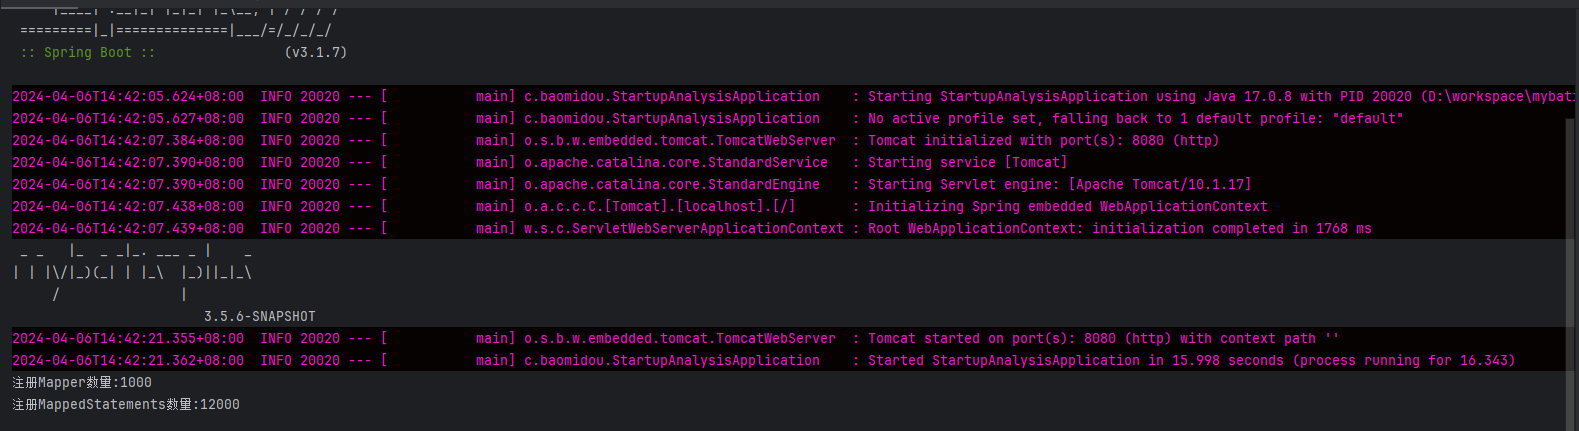 =========|_|==============|___/=/_/_/_/
:: Spring Boot ::                (v3.1.7)
2024-04-06T14:42:05.624+08:00  INFO 20020 --- [           main] c.baomidou.StartupAnalysisApplication    : Starting StartupAnalysisApplication using Java 17.0.8 with PID 20020 (D:\workspace\mybati
2024-04-06T14:42:05.627+08:00  INFO 20020 --- [           main] c.baomidou.StartupAnalysisApplication    : No active profile set, falling back to 1 default profile: "default"
2024-04-06T14:42:07.384+08:00  INFO 20020 --- [           main] o.s.b.w.embedded.tomcat.TomcatWebServer  : Tomcat initialized with port(s): 8080 (http)
2024-04-06T14:42:07.390+08:00  INFO 20020 --- [           main] o.apache.catalina.core.StandardService   : Starting service [Tomcat]
2024-04-06T14:42:07.390+08:00  INFO 20020 --- [           main] o.apache.catalina.core.StandardEngine    : Starting Servlet engine: [Apache Tomcat/10.1.17]
2024-04-06T14:42:07.438+08:00  INFO 20020 --- [           main] o.a.c.c.C.[Tomcat].[localhost].[/]       : Initializing Spring embedded WebApplicationContext
2024-04-06T14:42:07.439+08:00  INFO 20020 --- [           main] w.s.c.ServletWebServerApplicationContext : Root WebApplicationContext: initialization completed in 1768 ms
 _ _   |_  _ _|_. ___ _ |    _
| | |\/|_)(_| | |_\  |_)||_|_\
     /               |
                        3.5.6-SNAPSHOT
2024-04-06T14:42:21.355+08:00  INFO 20020 --- [           main] o.s.b.w.embedded.tomcat.TomcatWebServer  : Tomcat started on port(s): 8080 (http) with context path ''
2024-04-06T14:42:21.362+08:00  INFO 20020 --- [           main] c.baomidou.StartupAnalysisApplication    : Started StartupAnalysisApplication in 15.998 seconds (process running for 16.343)
注册Mapper数量:1000
注册MappedStatements数量:12000